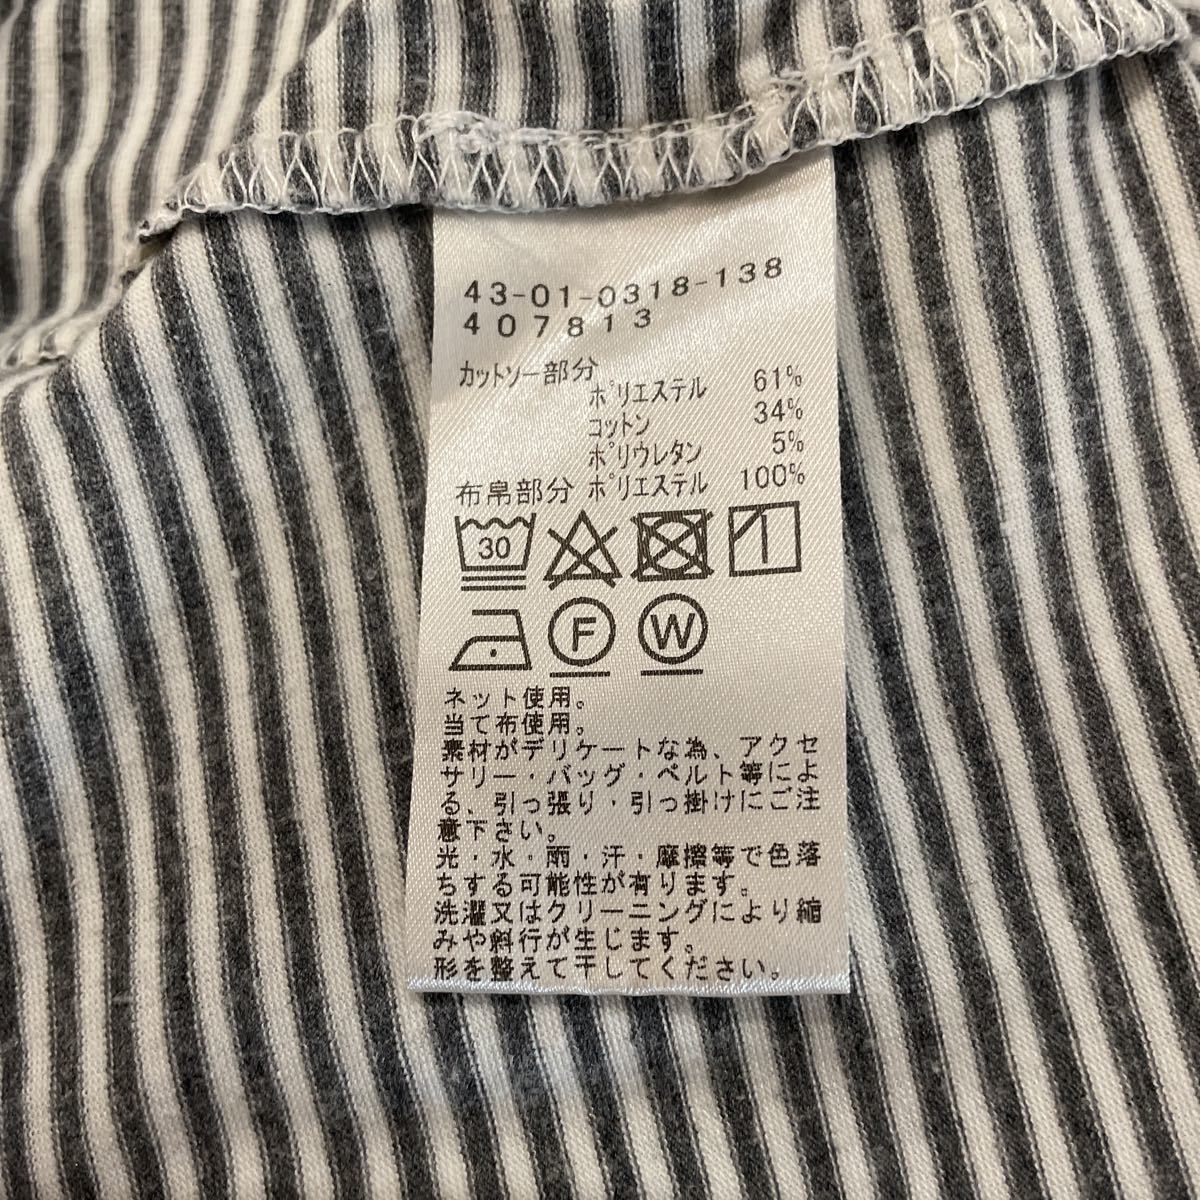 43-01-0318-138
407813
カットソー部分
ポリエステル 61%
コットン 34%
ポリウレタン 5%
布帛部分 ポリエステル 100%
30
F W
ネット使用。
当て布使用。
素材がデリケートな為、アクセ
サリー・バッグ・ベルト等によ
る、引っ張り・引っ掛けにご注
意下さい。
光・水・雨・汗・摩擦等で色落
ちする可能性が有ります。
洗濯又はクリーニングにより縮
みや斜行が生じます。
形を整えて干してください。